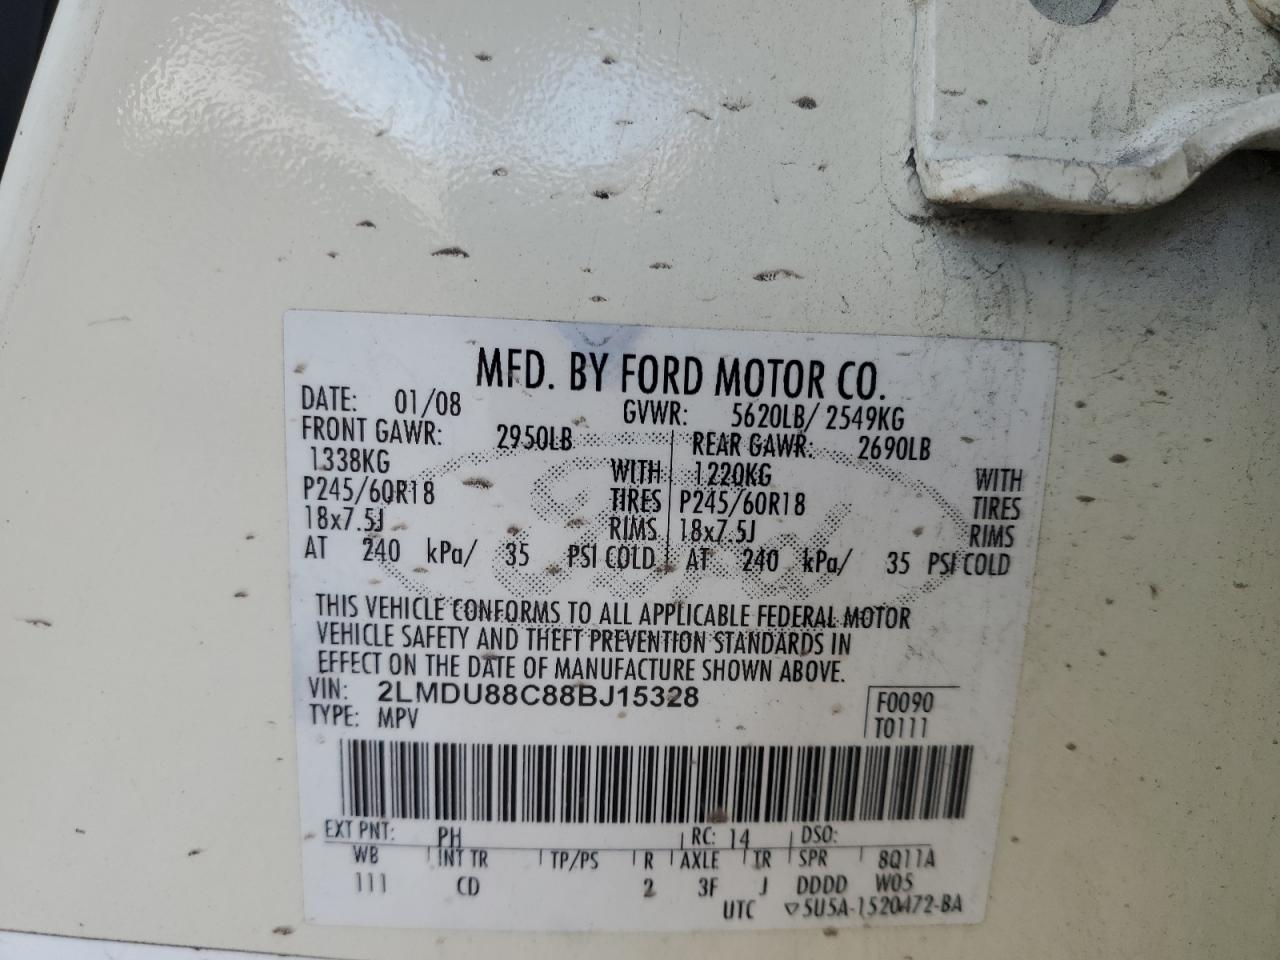 MFD. BY FORD MOTOR CO.
DATE: 01/08 GVWR: 5620LB/ 2549KG
FRONT GAWR: 2950LB REAR GAWR: 2690LB
1338KG WITH 1220KG WITH
P245/60R18 TIRES P245/60R18 TIRES
18x7.5J RIMS 18x7.5J RIMS
AT 240 kPa/ 35 PSI COLD AT 240 kPa/ 35 PSI COLD
THIS VEHICLE CONFORMS TO ALL APPLICABLE FEDERAL MOTOR
VEHICLE SAFETY AND THEFT PREVENTION STANDARDS IN
EFFECT ON THE DATE OF MANUFACTURE SHOWN ABOVE.
VIN: 2LMDU88C88BJ15328 F0090
TYPE: MPV T0111
EXT PNT: PH RC: 14 DSO:
WB INT TR TP/PS R AXLE TR SPR 8Q11A
111 CD 2 3F J DDDD W05
UTC ▽5U5A-1520472-BA